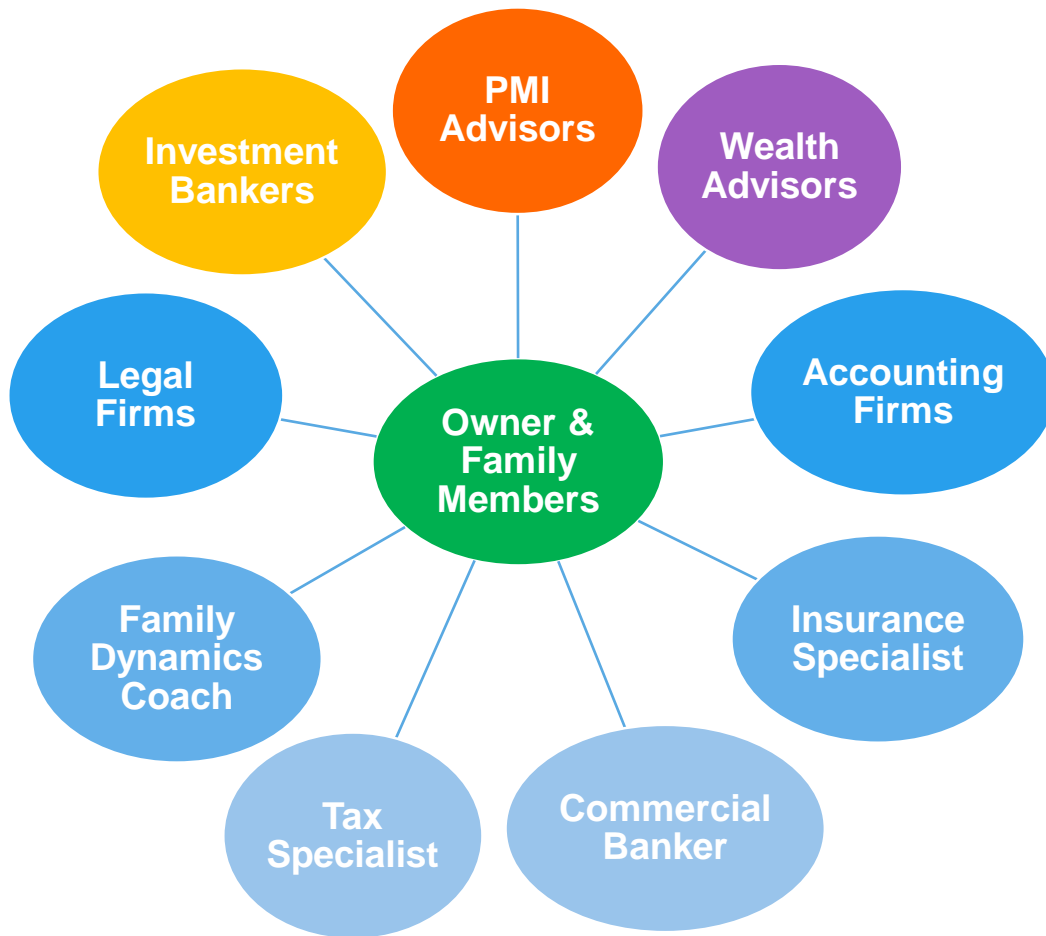 PMI
Advisors
Investment
Bankers
Wealth
Advisors
Legal
Firms
Accounting
Firms
Owner &
Family
Members
Family
Dynamics
Coach
Insurance
Specialist
Tax
Specialist
Commercial
Banker